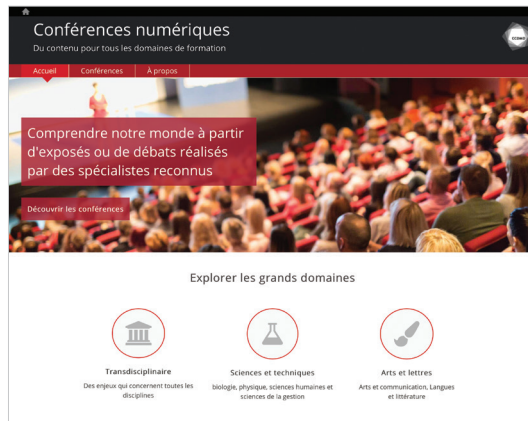 Conférences numériques
Du contenu pour tous les domaines de formation
Accueil
Conférences
À propos
Comprendre notre monde à partir
d'exposés ou de débats réalisés
par des spécialistes reconnus
Découvrir les conférences
Explorer les grands domaines
Transdisciplinaire
Des enjeux qui concernent toutes les
disciplines
Sciences et techniques
biologie, physique, sciences humaines et
sciences de la gestion
Arts et lettres
Arts et communication, Langues
et littérature